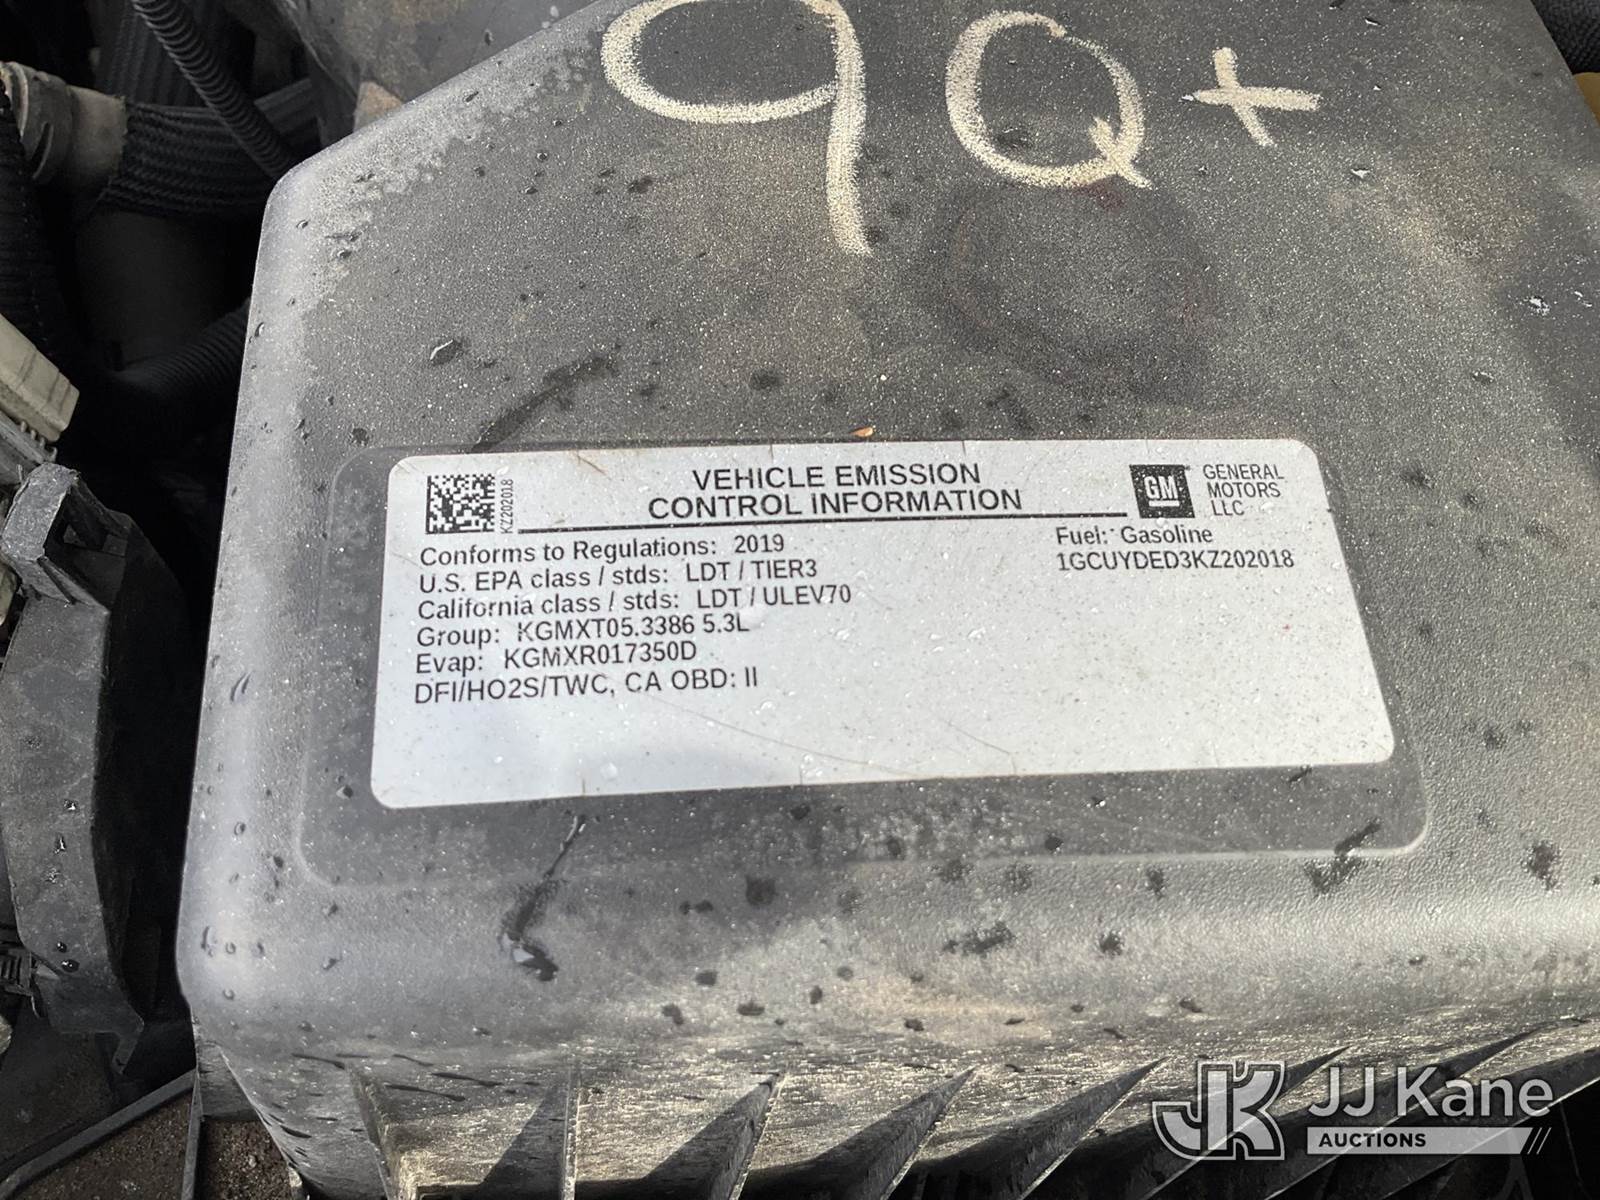 9Q+
VEHICLE EMISSION
CONTROL INFORMATION
KZ202018
GM
GENERAL
MOTORS
LLC
Conforms to Regulations: 2019
U.S. EPA class / stds: LDT / TIER3
California class / stds: LDT / ULEV70
Group: KGMXT05.3386 5.3L
Evap: KGMXR017350D
DFI/HO2S/TWC, CA OBD: II
Fuel: Gasoline
1GCUYDED3KZ202018
JK JJ Kane
AUCTIONS